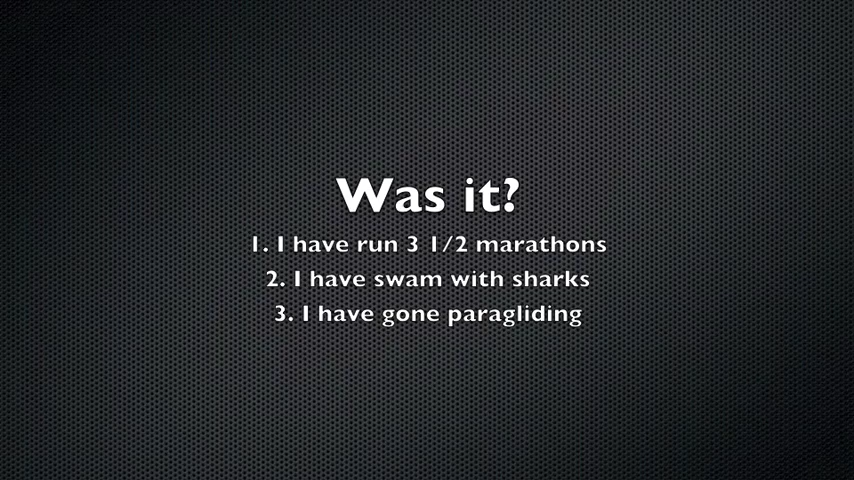 Was it?
1. I have run 3 1/2 marathons
2. I have swam with sharks
3. I have gone paragliding